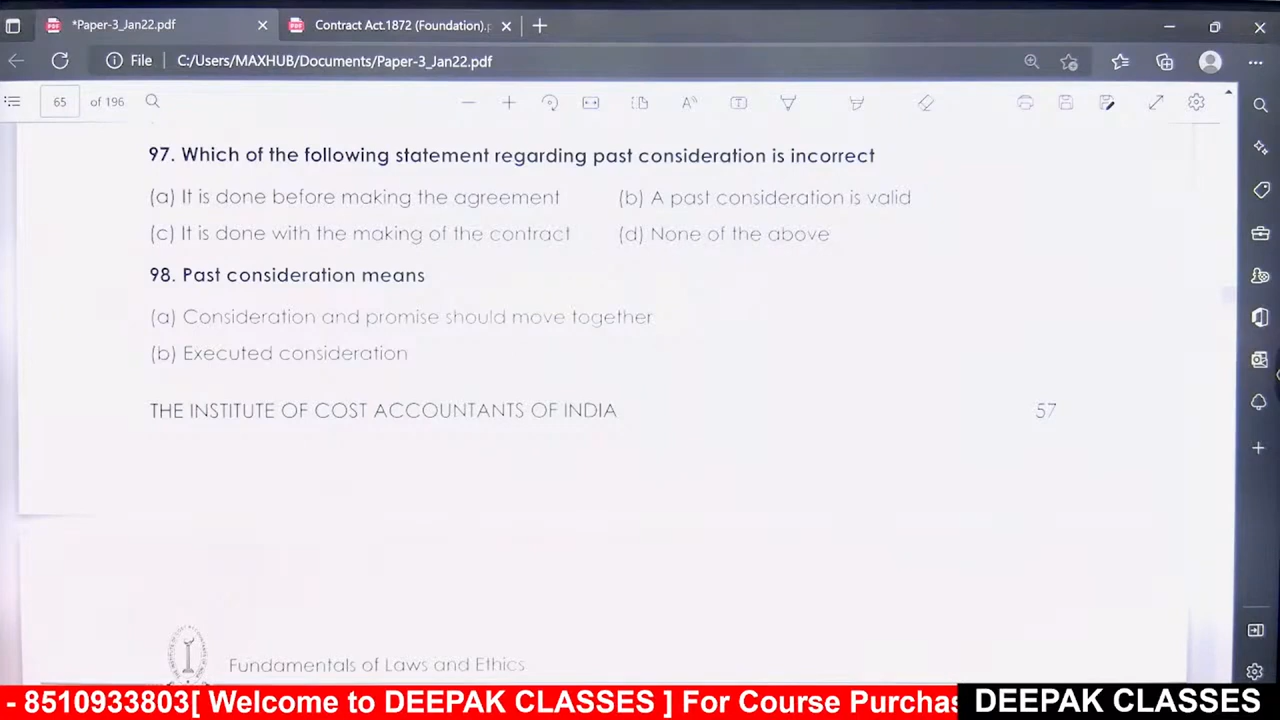 *Paper-3_Jan22.pdf
Contract Act.1872 (Foundation).p
File C:/Users/MAXHUB/Documents/Paper-3_Jan22.pdf
65 of 196
97. Which of the following statement regarding past consideration is incorrect
(a) It is done before making the agreement (b) A past consideration is valid
(c) It is done with the making of the contract (d) None of the above
98. Past consideration means
(a) Consideration and promise should move together
(b) Executed consideration
THE INSTITUTE OF COST ACCOUNTANTS OF INDIA 57
Fundamentals of Laws and Ethics
- 8510933803[ Welcome to DEEPAK CLASSES ] For Course Purchas
DEEPAK CLASSES